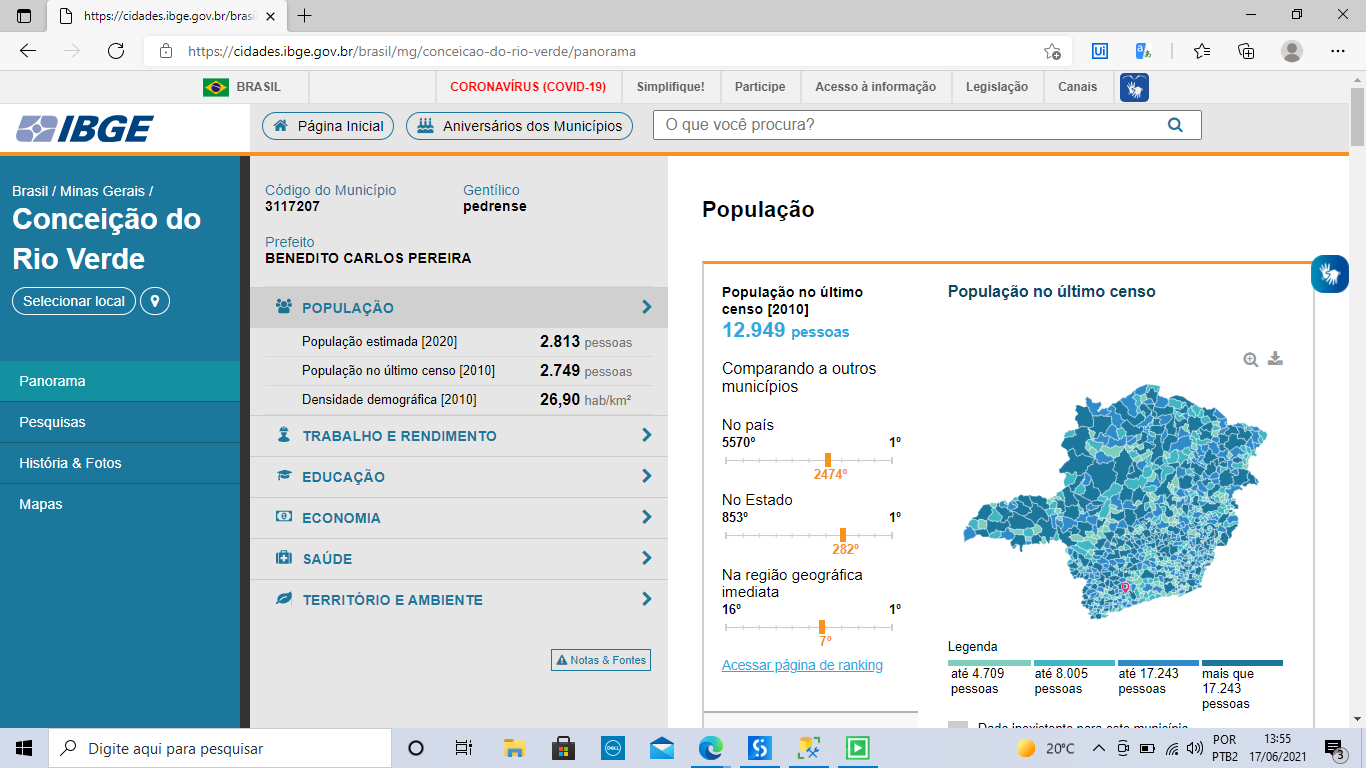 https://cidades.ibge.gov.br/brasi
https://cidades.ibge.gov.br/brasil/mg/conceicao-do-rio-verde/panorama
BRASIL
CORONAVÍRUS (COVID-19)
Simplifique!
Participe
Acesso à informação
Legislação
Canais
IBGE
Página Inicial
Aniversários dos Municípios
O que você procura?
Brasil / Minas Gerais /
Conceição do
Rio Verde
Selecionar local
Panorama
Pesquisas
História & Fotos
Mapas
Código do Município
3117207
Gentílico
pedrense
Prefeito
BENEDITO CARLOS PEREIRA
POPULAÇÃO
População estimada [2020] 2.813 pessoas
População no último censo [2010] 2.749 pessoas
Densidade demográfica [2010] 26,90 hab/km²
TRABALHO E RENDIMENTO
EDUCAÇÃO
ECONOMIA
SAÚDE
TERRITÓRIO E AMBIENTE
Notas & Fontes
População
População no último
censo [2010]
12.949 pessoas
Comparando a outros
municípios
No país
5570º 1º
2474º
No Estado
853º 1º
282º
Na região geográfica
imediata
16º 1º
7º
Acessar página de ranking
População no último censo
Legenda
até 4.709
pessoas
até 8.005
pessoas
até 17.243
pessoas
mais que
17.243
pessoas
Dado inexistente para este município
Digite aqui para pesquisar
DELL
20°C
POR
PTB2
13:55
17/06/2021
3